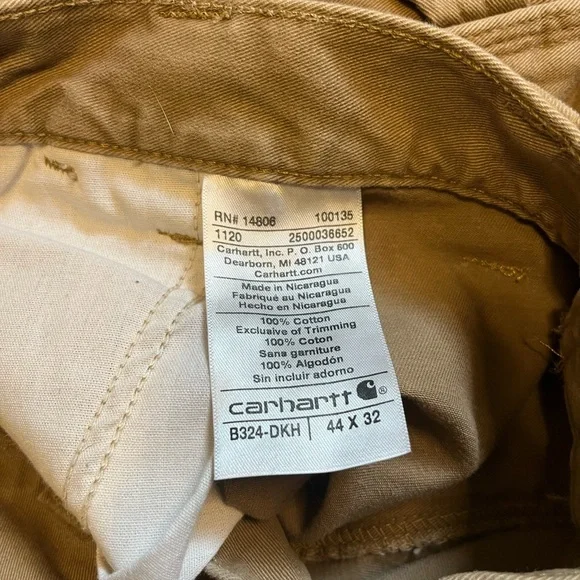 RN# 14806 100135
1120 2500036652
Carhartt, Inc. P. O. Box 600
Dearborn, MI 48121 USA
Carhartt.com
Made in Nicaragua
Fabriqué au Nicaragua
Hecho en Nicaragua
100% Cotton
Exclusive of Trimming
100% Coton
Sans garniture
100% Algodón
Sin incluir adorno
carhartt ®
B324-DKH 44 X 32